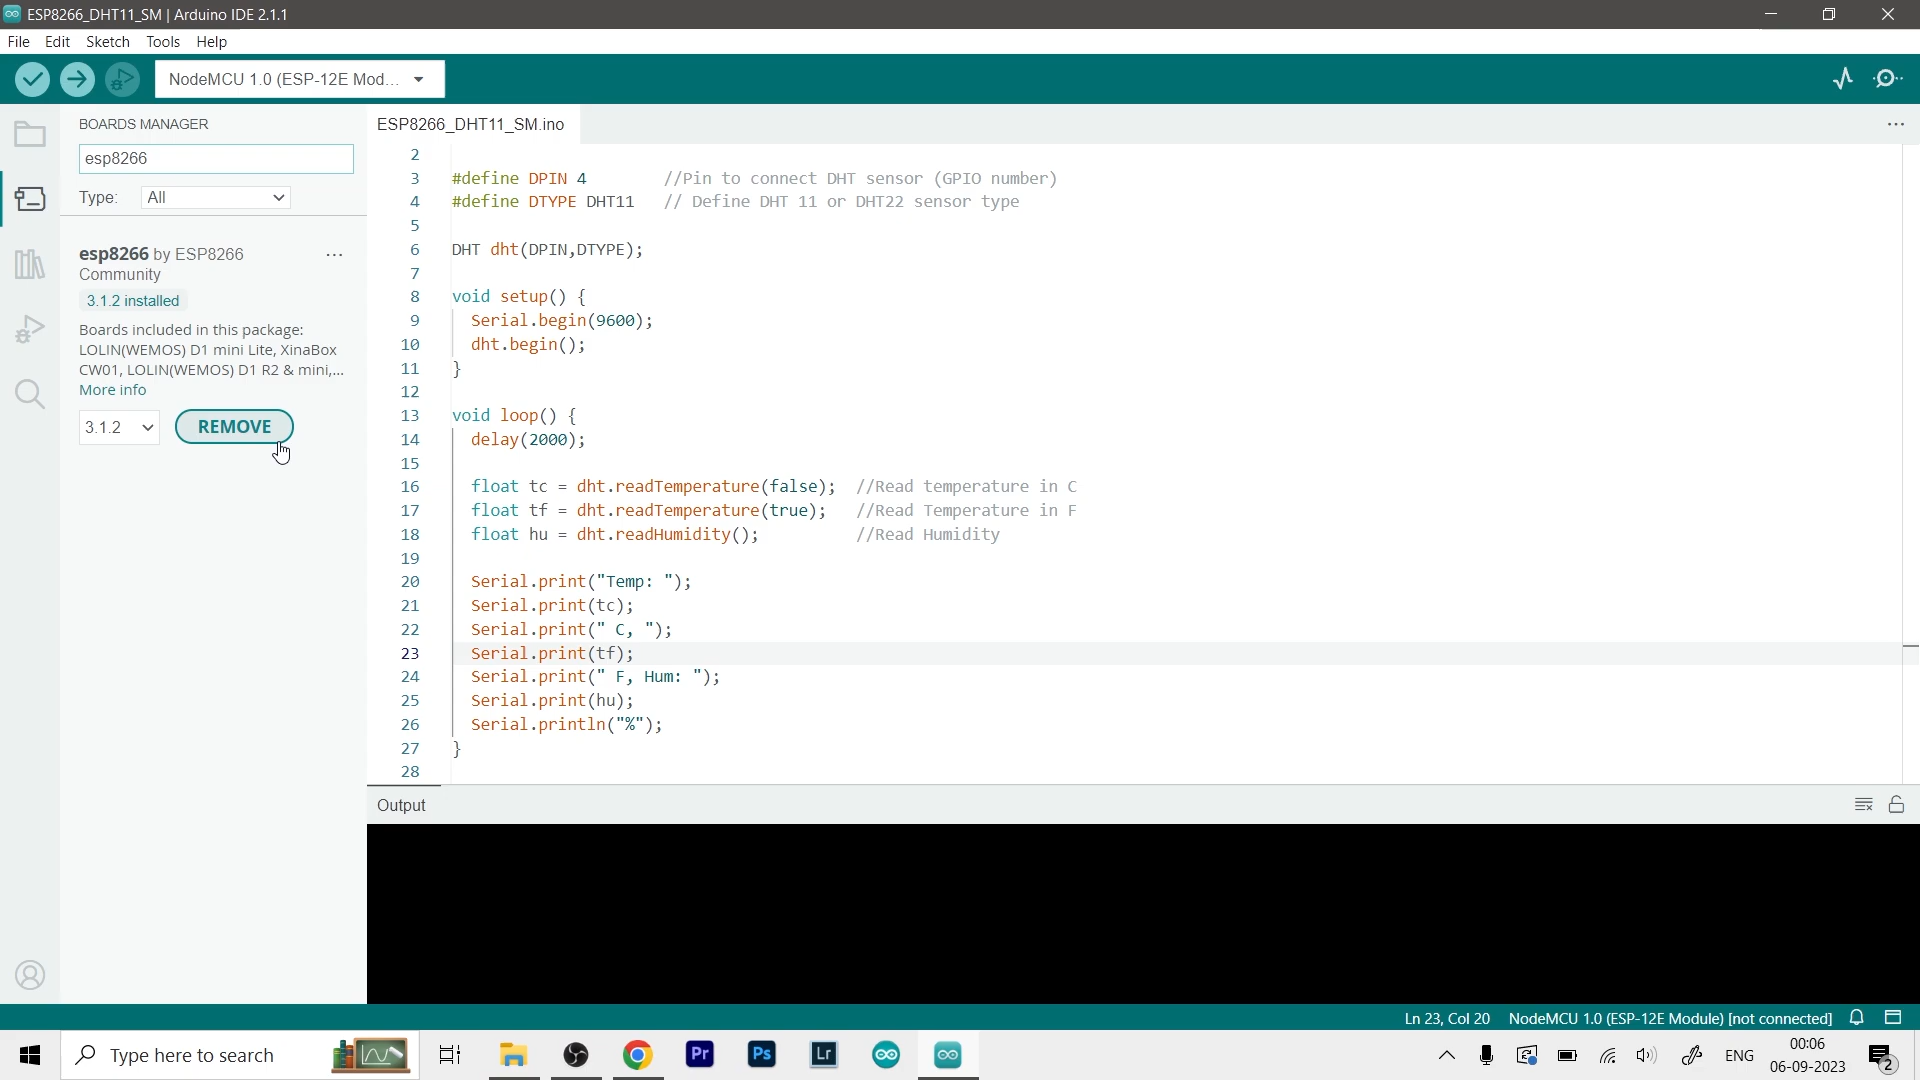 ESP8266_DHT11_SM | Arduino IDE 2.1.1
File Edit Sketch Tools Help
NodeMCU 1.0 (ESP-12E Mod...
BOARDS MANAGER
esp8266
Type: All
esp8266 by ESP8266
Community
3.1.2 installed
Boards included in this package:
LOLIN(WEMOS) D1 mini Lite, XinaBox
CW01, LOLIN(WEMOS) D1 R2 & mini,...
More info
3.1.2 REMOVE
ESP8266_DHT11_SM.ino
2
3 #define DPIN 4 //Pin to connect DHT sensor (GPIO number)
4 #define DTYPE DHT11 // Define DHT 11 or DHT22 sensor type
5
6 DHT dht(DPIN,DTYPE);
7
8 void setup() {
9 Serial.begin(9600);
10 dht.begin();
11 }
12
13 void loop() {
14 delay(2000);
15
16 float tc = dht.readTemperature(false); //Read temperature in C
17 float tf = dht.readTemperature(true); //Read Temperature in F
18 float hu = dht.readHumidity(); //Read Humidity
19
20 Serial.print("Temp: ");
21 Serial.print(tc);
22 Serial.print(" C, ");
23 Serial.print(tf);
24 Serial.print(" F, Hum: ");
25 Serial.print(hu);
26 Serial.println("%");
27 }
28
Output
Ln 23, Col 20 NodeMCU 1.0 (ESP-12E Module) [not connected]
Type here to search
Pr Ps Lr
ENG
00:06
06-09-2023
2